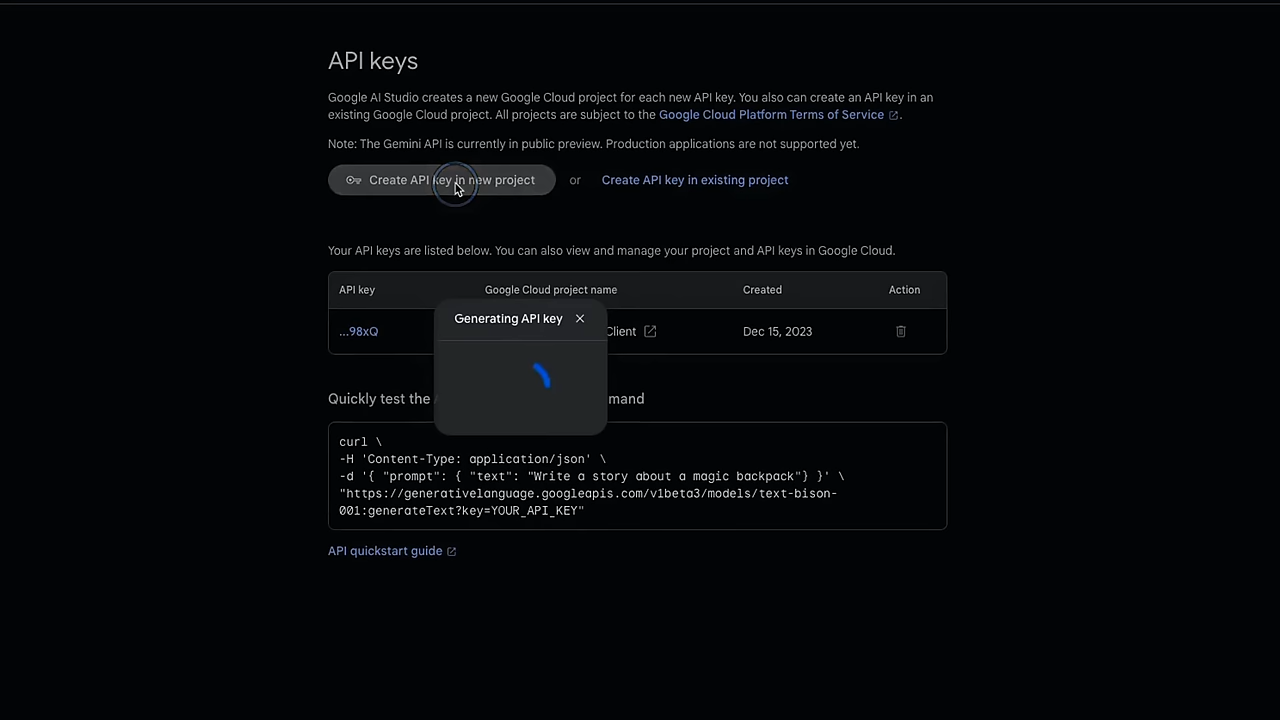 API keys
Google AI Studio creates a new Google Cloud project for each new API key. You also can create an API key in an
existing Google Cloud project. All projects are subject to the Google Cloud Platform Terms of Service.
Note: The Gemini API is currently in public preview. Production applications are not supported yet.
Create API key in new project or Create API key in existing project
Your API keys are listed below. You can also view and manage your project and API keys in Google Cloud.
API key Google Cloud project name Created Action
Generating API key
...98xQ Client Dec 15, 2023
Quickly test the mand
curl \
-H 'Content-Type: application/json' \
-d '{ "prompt": { "text": "Write a story about a magic backpack"} }' \
"https://generativelanguage.googleapis.com/v1beta3/models/text-bison-
001:generateText?key=YOUR_API_KEY"
API quickstart guide